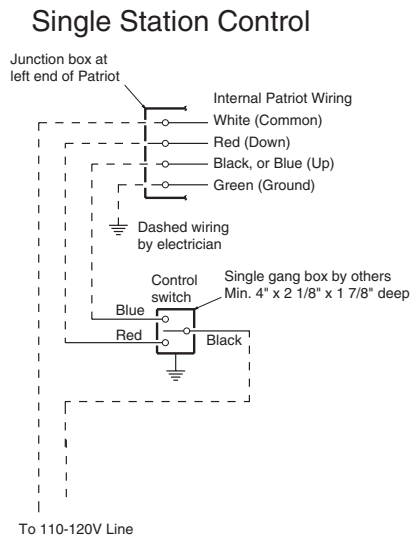 Single Station Control
Junction box at
left end of Patriot
Internal Patriot Wiring
White (Common)
Red (Down)
Black, or Blue (Up)
Green (Ground)
Dashed wiring
by electrician
Control
switch
Single gang box by others
Min. 4" x 2 1/8" x 1 7/8" deep
Blue
Red
Black
To 110-120V Line